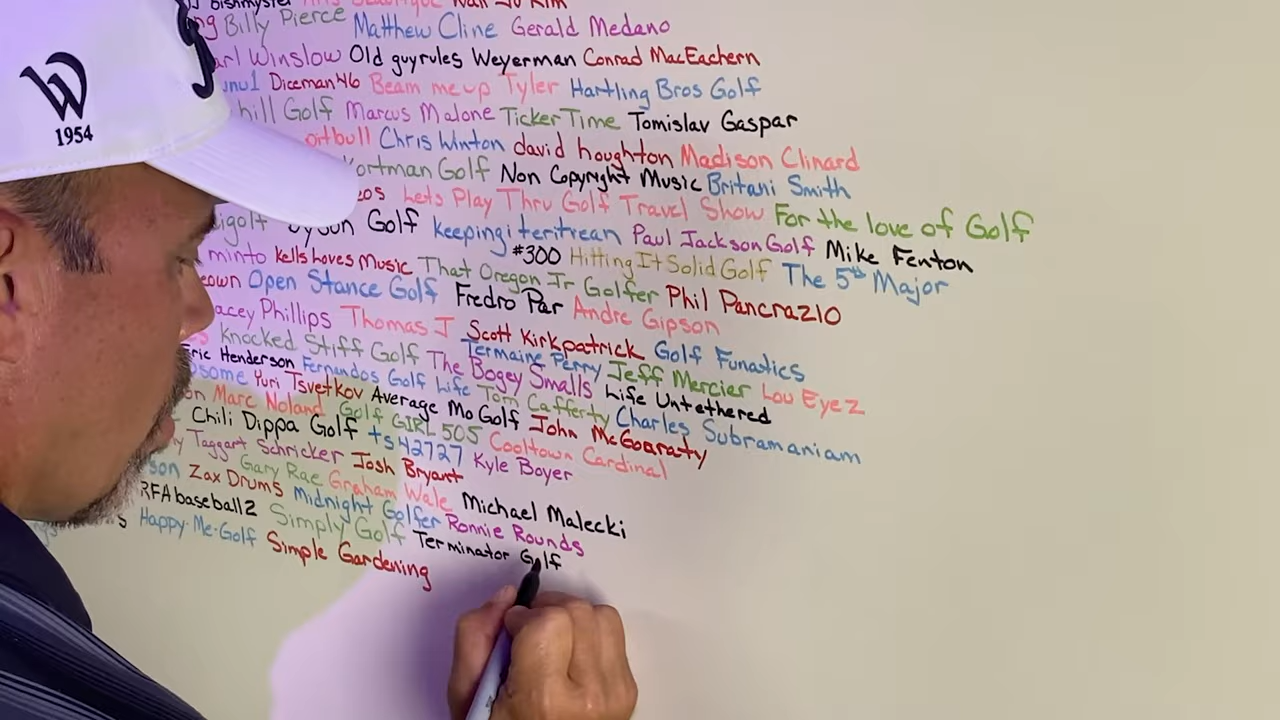 W
1954
Billy Pierce Matthew Cline Gerald Medano
Winslow Old guyrules Weyerman Conrad MacEachern
Diceman46 Beam me up Tyler Hartling Bros Golf
hill Golf Marcus Malone Ticker Time Tomislav Gaspar
Chris Winton david houghton Madison Clinard
Golf Non Copyright Music Britani Smith
Lets Play Thru Golf Travel Show For the love of Golf
Golf keepingiteritrean Paul Jackson Golf Mike Fenton
minto kells Loves Music That Oregon Jr Golfer #300 Hitting It Solid Golf The 5th Major
Open Stance Golf Fredro Par Andre Gipson Phil Pancrazio
Phillips Thomas J Scott Kirkpatrick Golf Funatics
Knocked Stiff Golf The Bogey Smalls Termaine Perry Jeff Mercier Lou Eyez
Eric Henderson Fernandos Golf Life Tom Cafferty Life Untethered
Yuri Tsvetkov Average Mo Golf John McGoaraty Charles Subramaniam
Marc Noland Golf GIRL 505 Cooltown Cardinal
Chili Dippa Golf ts42727 Kyle Boyer
Taggart Schricker Josh Bryant
Gary Rae Graham Wale Michael Malecki
Zax Drums Midnight Golfer Ronnie Rounds
RFAbaseball2 Simply Golf Terminator Golf
Happy-Me-Golf Simple Gardening